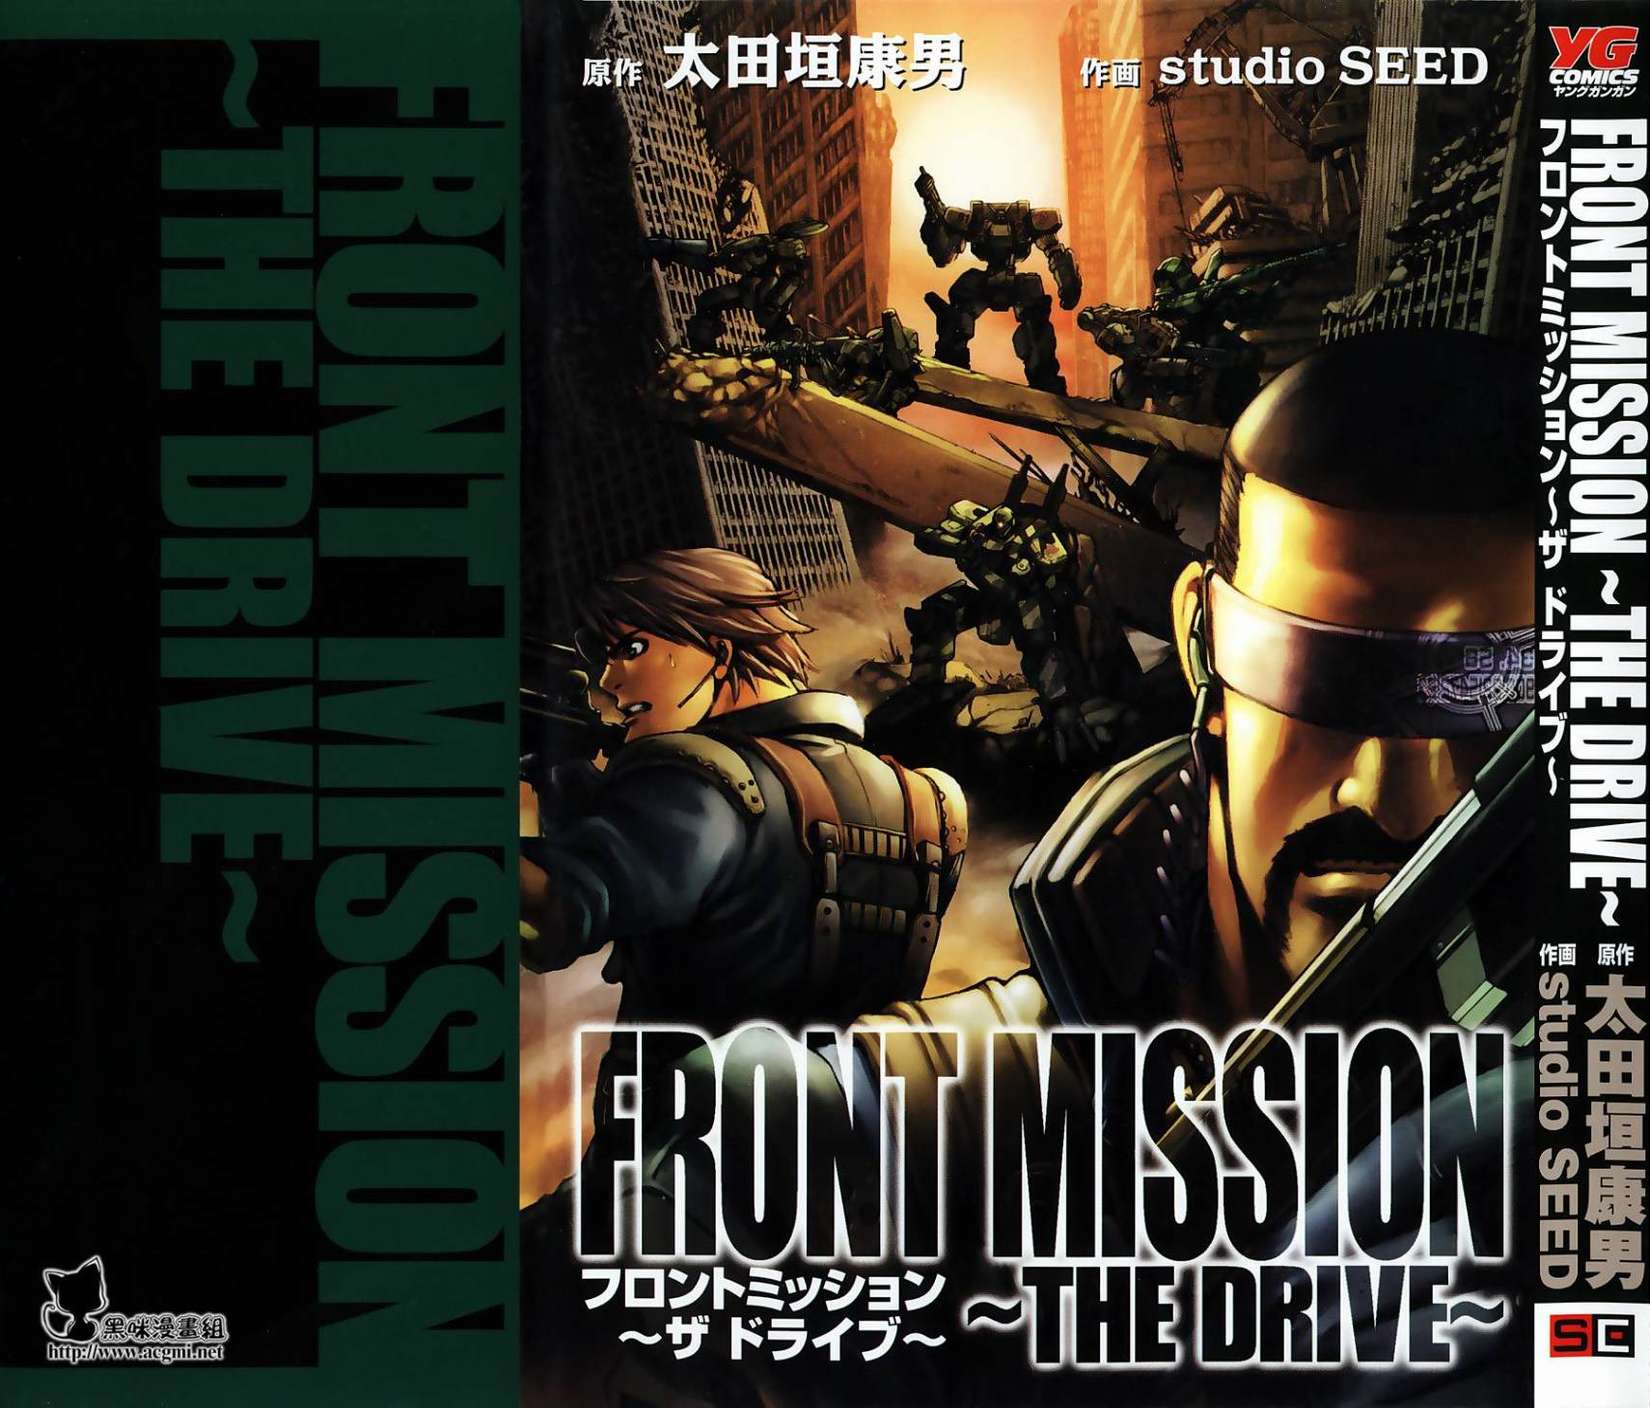 FRONT MISSION
~THE DRIVE~
黑咪漫畫組
http://www.acgmi.net
原作 太田垣康男
作画 studio SEED
FRONT MISSION
フロントミッション
~ザ ドライブ~
~THE DRIVE~
YG
COMICS
ヤングガンガン
FRONT MISSION ~THE DRIVE~
フロントミッション~ザ ドライブ~
原作 太田垣康男
作画 studio SEED
SE